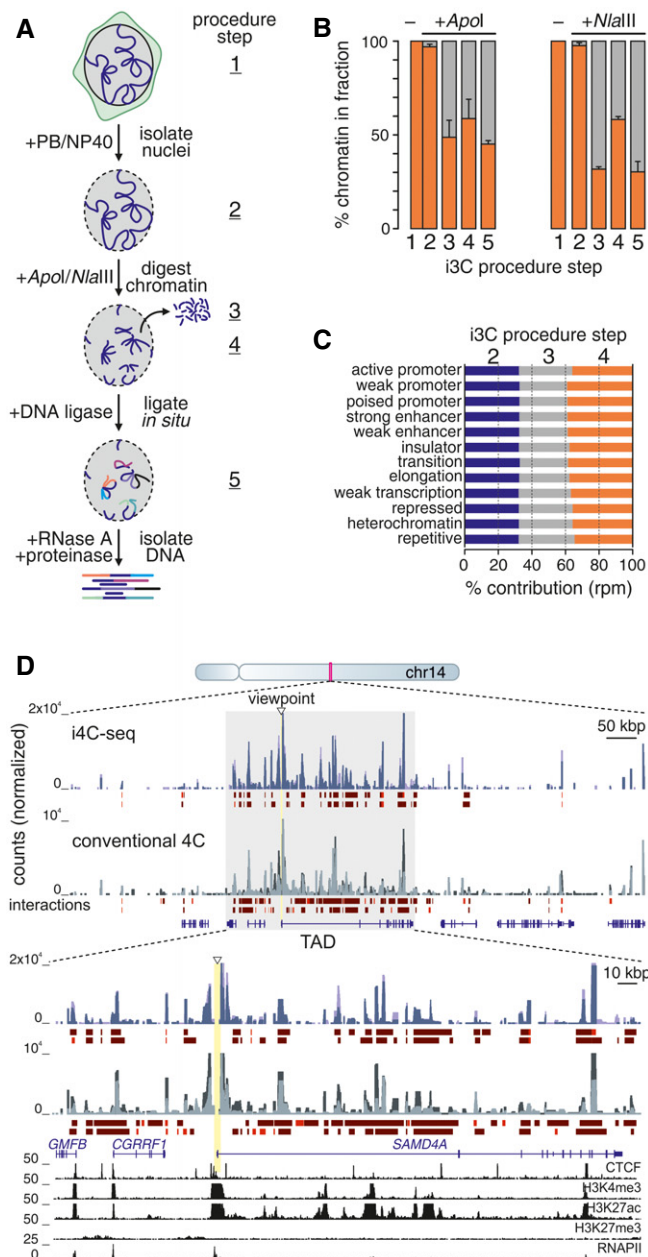 A
procedure
step
1
+PB/NP40
isolate
nuclei
2
+ApoI/NlaIII
digest
chromatin
3
4
+DNA ligase
ligate
in situ
5
+RNase A
+proteinase
isolate
DNA
B
– +ApoI
– +NlaIII
% chromatin in fraction
100
50
0
1 2 3 4 5
1 2 3 4 5
i3C procedure step
C
i3C procedure step
2 3 4
active promoter
weak promoter
poised promoter
strong enhancer
weak enhancer
insulator
transition
elongation
weak transcription
repressed
heterochromatin
repetitive
0 20 40 60 80 100
% contribution (rpm)
D
chr14
viewpoint
2x10⁴
i4C-seq
50 kbp
0
counts (normalized)
10⁴
conventional 4C
0
interactions
TAD
2x10⁴
10 kbp
0
10⁴
0
GMFB CGRRF1 SAMD4A
50
CTCF
50
H3K4me3
50
H3K27ac
50
H3K27me3
25
RNAPII
0